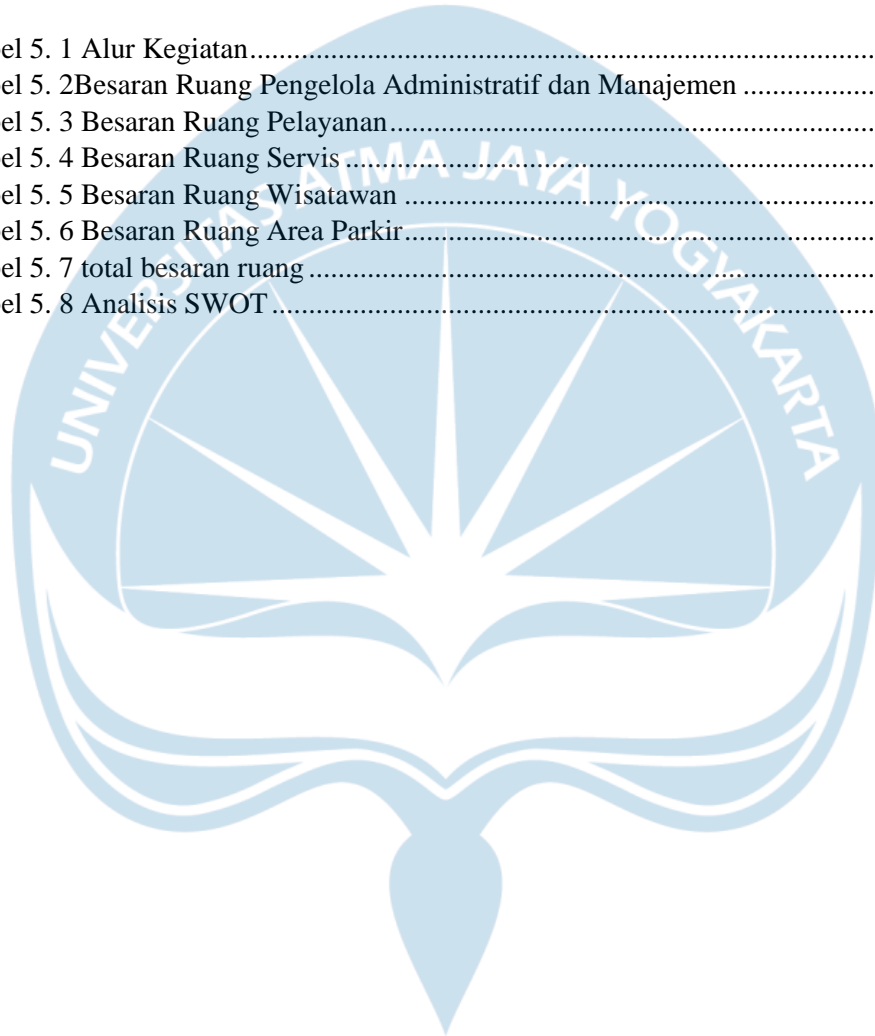 el 5. 1 Alur Kegiatan........................................................................................................
el 5. 2Besaran Ruang Pengelola Administratif dan Manajemen ......................
el 5. 3 Besaran Ruang Pelayanan.................................................................................
el 5. 4 Besaran Ruang Servis........................................................................................
el 5. 5 Besaran Ruang Wisatawan ...............................................................................
el 5. 6 Besaran Ruang Area Parkir...............................................................................
el 5. 7 total besaran ruang ............................................................................................
el 5. 8 Analisis SWOT ..................................................................................................
UNIVERSITAS ATMA JAYA YOGYAKARTA